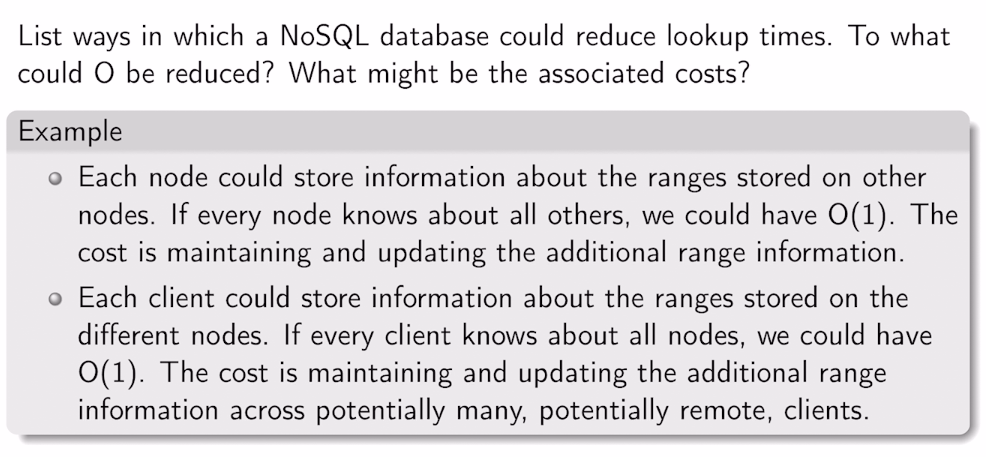 List ways in which a NoSQL database could reduce lookup times. To what
could O be reduced? What might be the associated costs?
Example
Each node could store information about the ranges stored on other
nodes. If every node knows about all others, we could have O(1). The
cost is maintaining and updating the additional range information.
Each client could store information about the ranges stored on the
different nodes. If every client knows about all nodes, we could have
O(1). The cost is maintaining and updating the additional range
information across potentially many, potentially remote, clients.